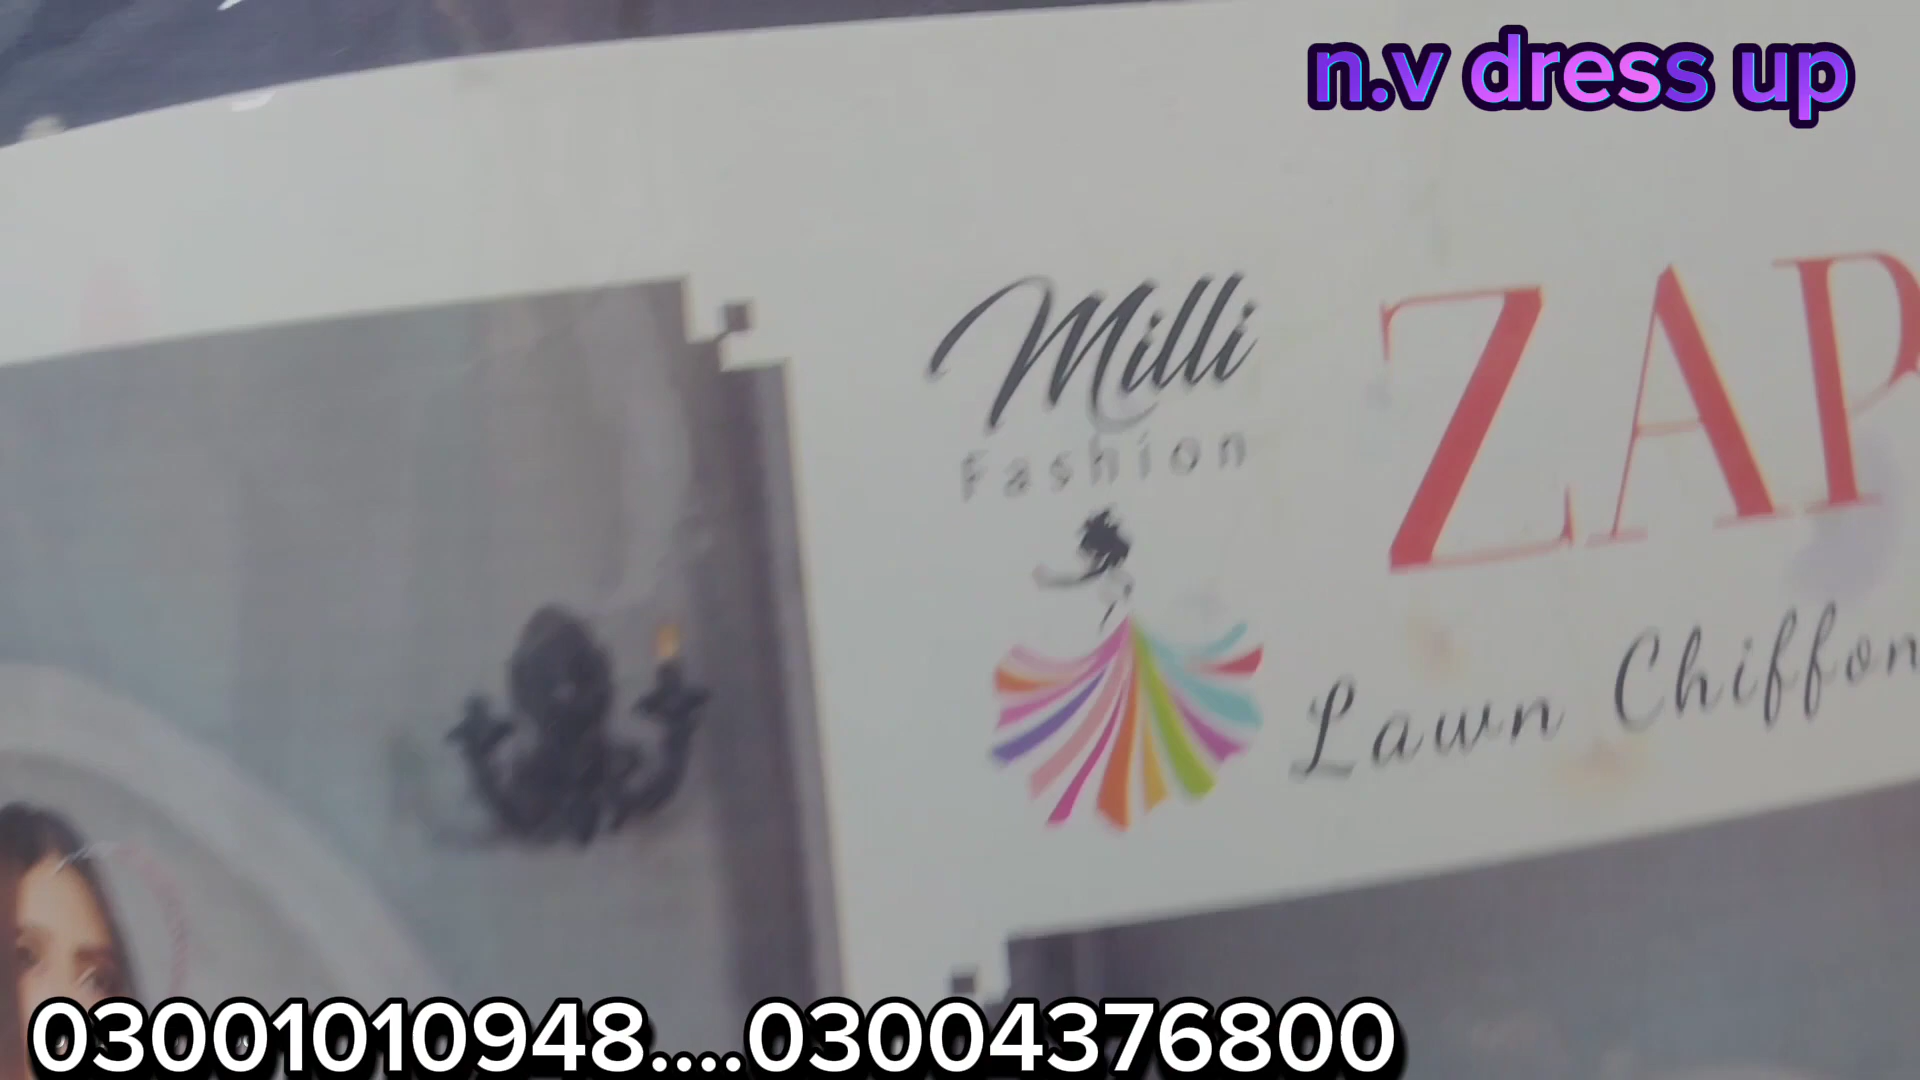 n.v dress up
Milli
Fashion
ZAP
Lawn Chiffon
03001010948....03004376800